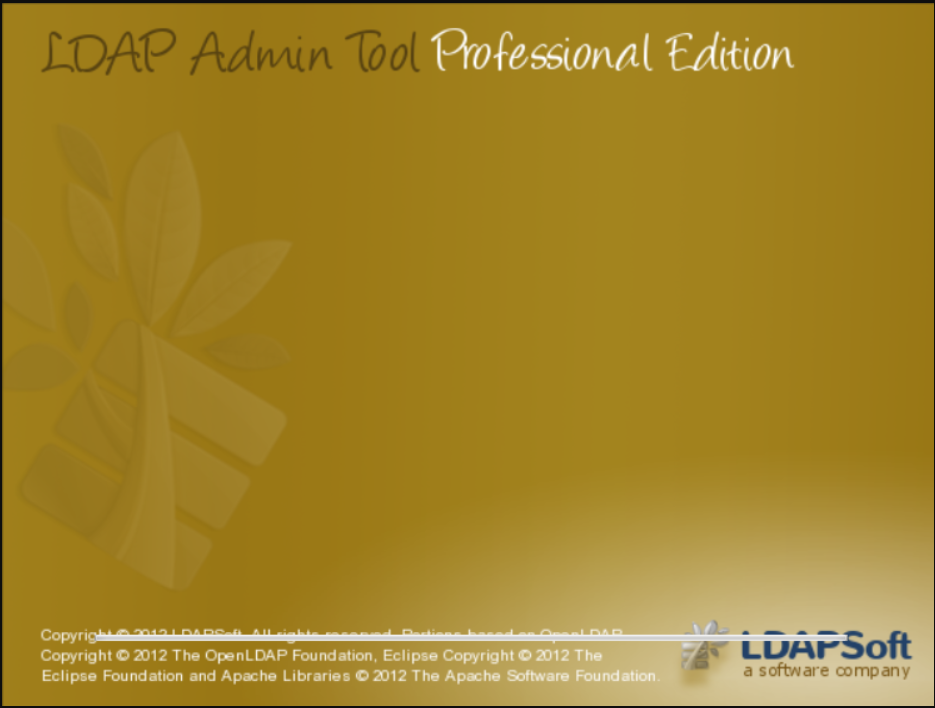 LDAP Admin Tool Professional Edition
Copyright © 2012 LDAPSoft. All rights reserved. Portions based on OpenLDAP
Copyright © 2012 The OpenLDAP Foundation, Eclipse Copyright © 2012 The
Eclipse Foundation and Apache Libraries © 2012 The Apache Software Foundation.
LDAPSoft
a software company